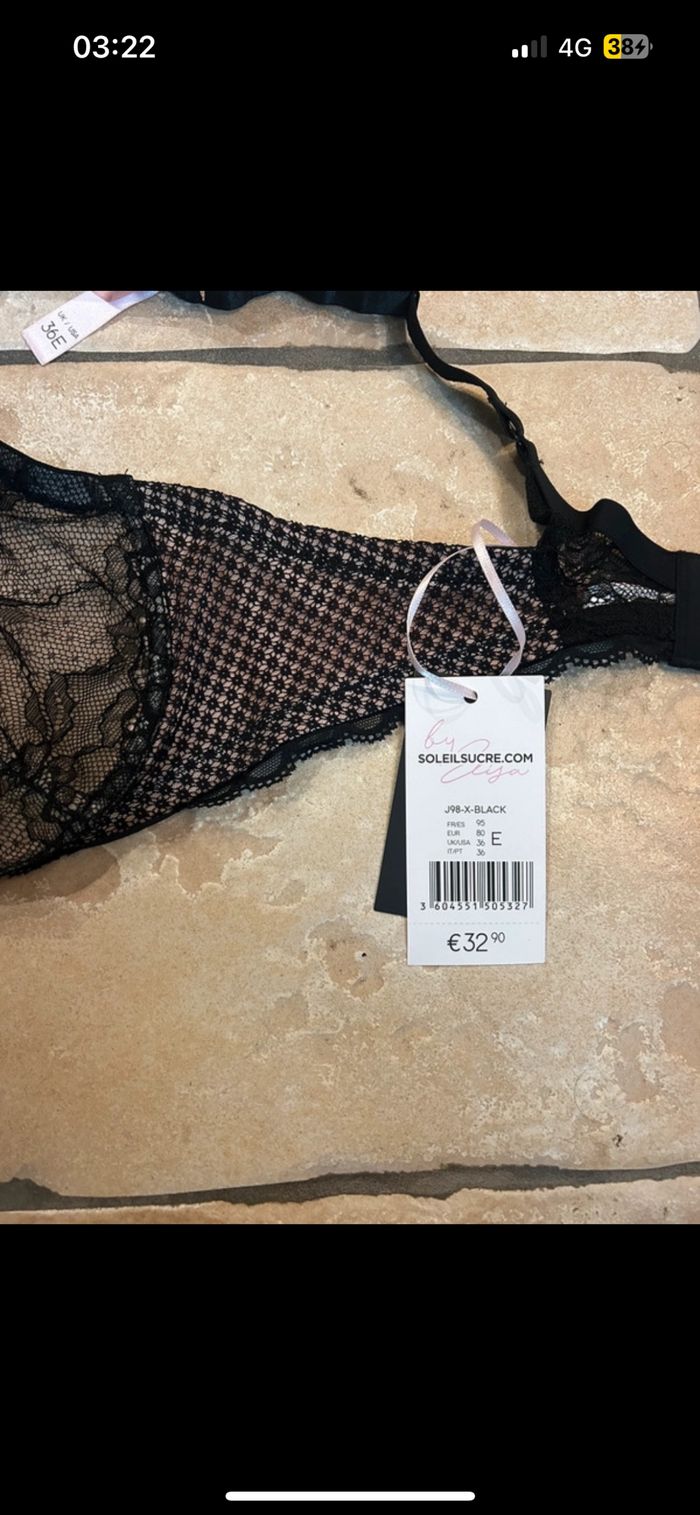 03:22 4G 38
UK / USA
36E
by
SOLEILSUCRE.COM
J98-X-BLACK
FR/ES 95
EUR 80
UK/USA 36 E
IT/PT 36
3 604551 505327
€32.90